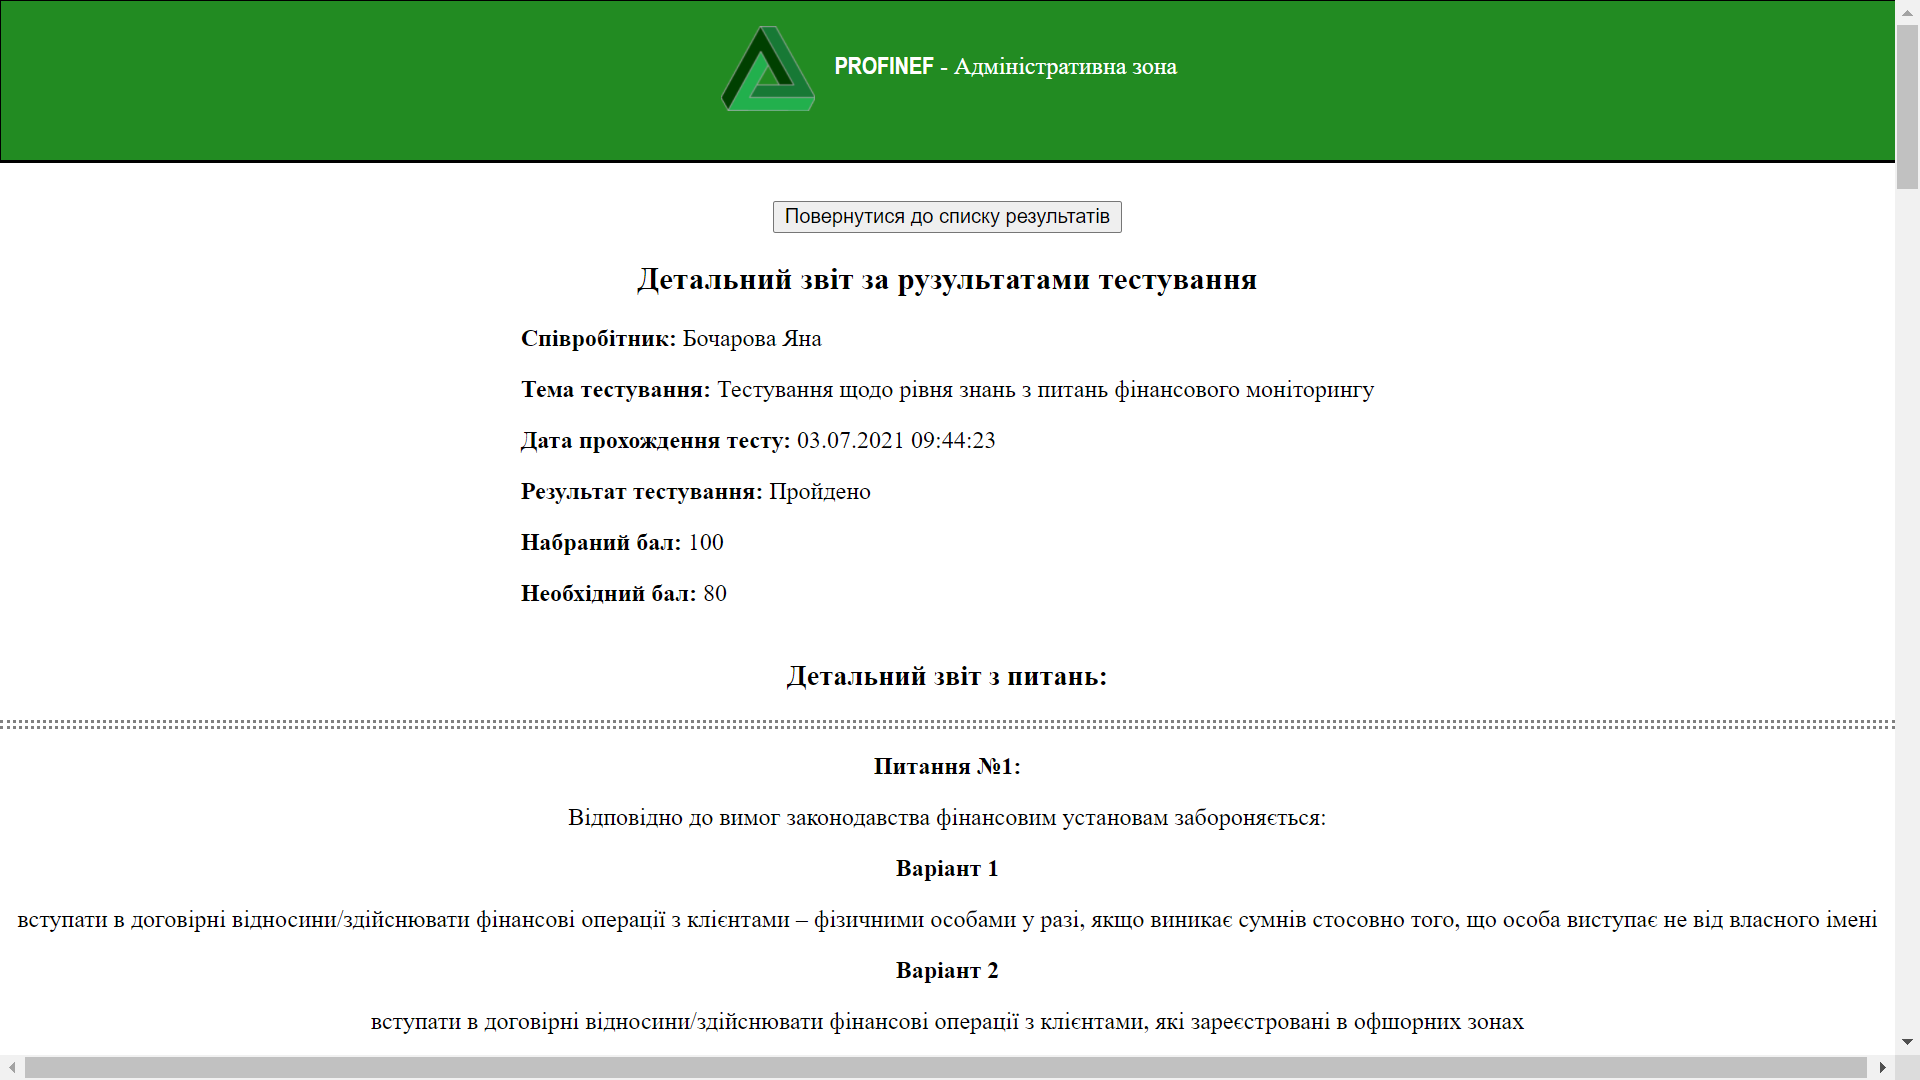 PROFINEF - Адміністративна зона
Повернутися до списку результатів
Детальний звіт за рузультатами тестування
Співробітник: Бочарова Яна
Тема тестування: Тестування щодо рівня знань з питань фінансового моніторингу
Дата прохождення тесту: 03.07.2021 09:44:23
Результат тестування: Пройдено
Набраний бал: 100
Необхідний бал: 80
Детальний звіт з питань:
Питання №1:
Відповідно до вимог законодавства фінансовим установам забороняється:
Варіант 1
вступати в договірні відносини/здійснювати фінансові операції з клієнтами – фізичними особами у разі, якщо виникає сумнів стосовно того, що особа виступає не від власного імені
Варіант 2
вступати в договірні відносини/здійснювати фінансові операції з клієнтами, які зареєстровані в офшорних зонах